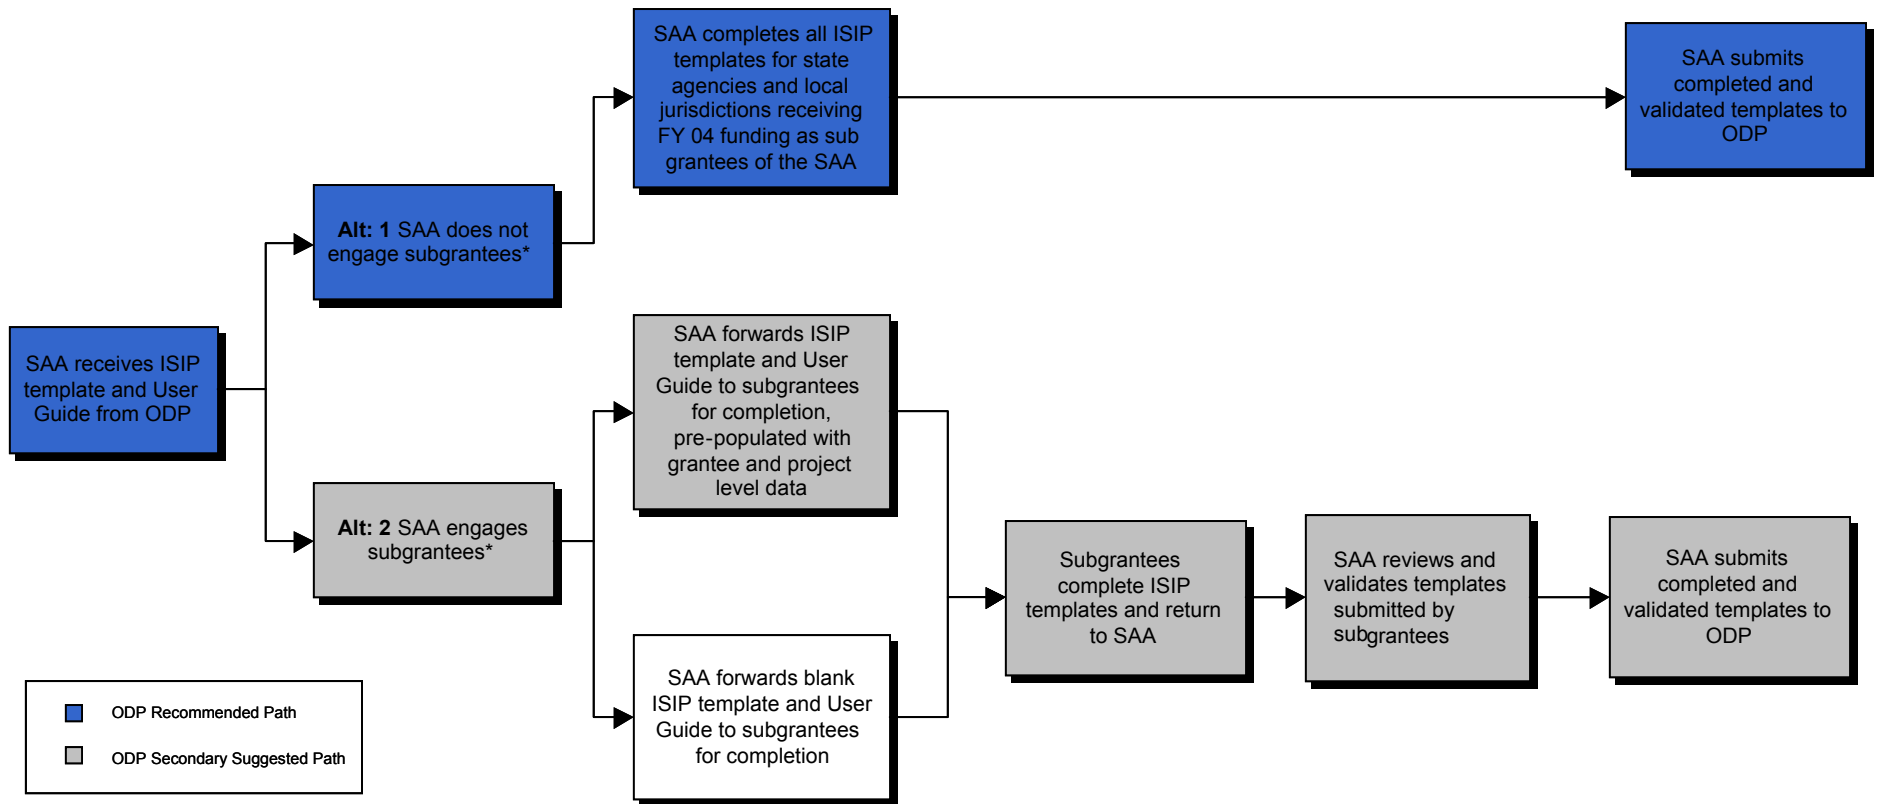 SAA completes all ISIP
templates for state
agencies and local
jurisdictions receiving
FY 04 funding as sub
grantees of the SAA
SAA submits
completed and
validated templates to
ODP
Alt: 1 SAA does not
engage subgrantees*
SAA receives ISIP
template and User
Guide from ODP
SAA forwards ISIP
template and User
Guide to subgrantees
for completion,
pre-populated with
grantee and project
level data
Alt: 2 SAA engages
subgrantees*
SAA forwards blank
ISIP template and User
Guide to subgrantees
for completion
Subgrantees
complete ISIP
templates and return
to SAA
SAA reviews and
validates templates
submitted by
subgrantees
SAA submits
completed and
validated templates to
ODP
ODP Recommended Path
ODP Secondary Suggested Path